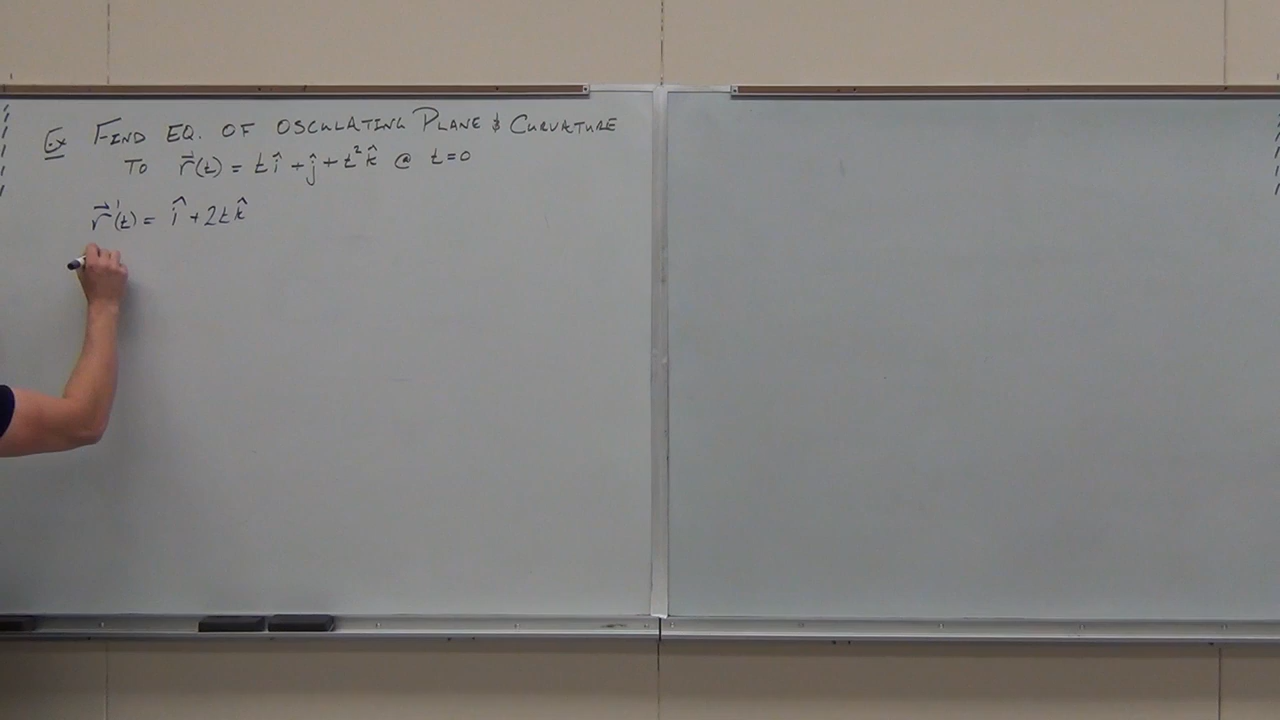 Ex FIND EQ. OF OSCULATING PLANE & CURVATURE
TO r⃗(t) = t î + ĵ + t² k̂ @ t=0
r⃗'(t) = î + 2t k̂